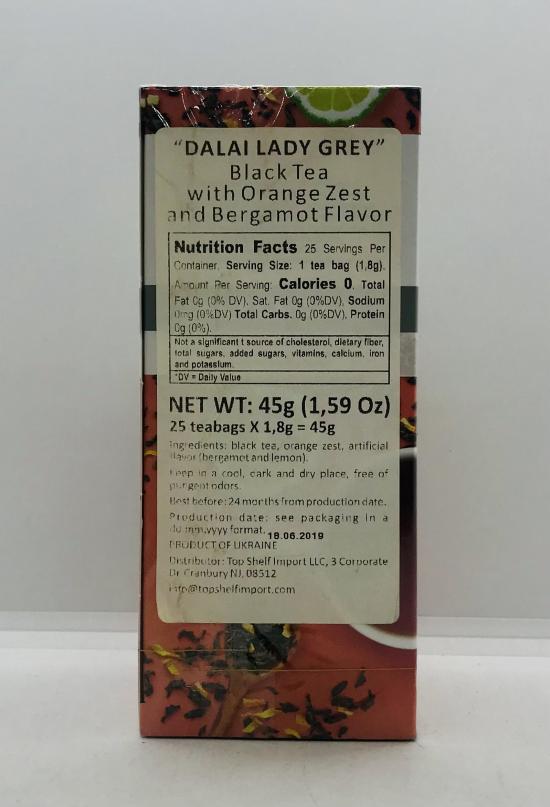 "DALAI LADY GREY"
Black Tea
with Orange Zest
and Bergamot Flavor
Nutrition Facts 25 Servings Per
Container. Serving Size: 1 tea bag (1,8g).
Amount Per Serving: Calories 0. Total
Fat 0g (0% DV), Sat. Fat 0g (0%DV), Sodium
0mg (0%DV) Total Carbs. 0g (0%DV), Protein
0g (0%).
Not a significant t source of cholesterol, dietary fiber,
total sugars, added sugars, vitamins, calcium, iron
and potassium.
*DV = Daily Value
NET WT: 45g (1,59 Oz)
25 teabags X 1,8g = 45g
Ingredients: black tea, orange zest, artificial
flavor (bergamot and lemon).
Keep in a cool, dark and dry place, free of
pungent odors.
Best before: 24 months from production date.
Production date: see packaging in a
dd.mm.yyyy format. 18.06.2019
PRODUCT OF UKRAINE
Distributor: Top Shelf Import LLC, 3 Corporate
Dr. Cranbury NJ, 08512
info@topshelfimport.com